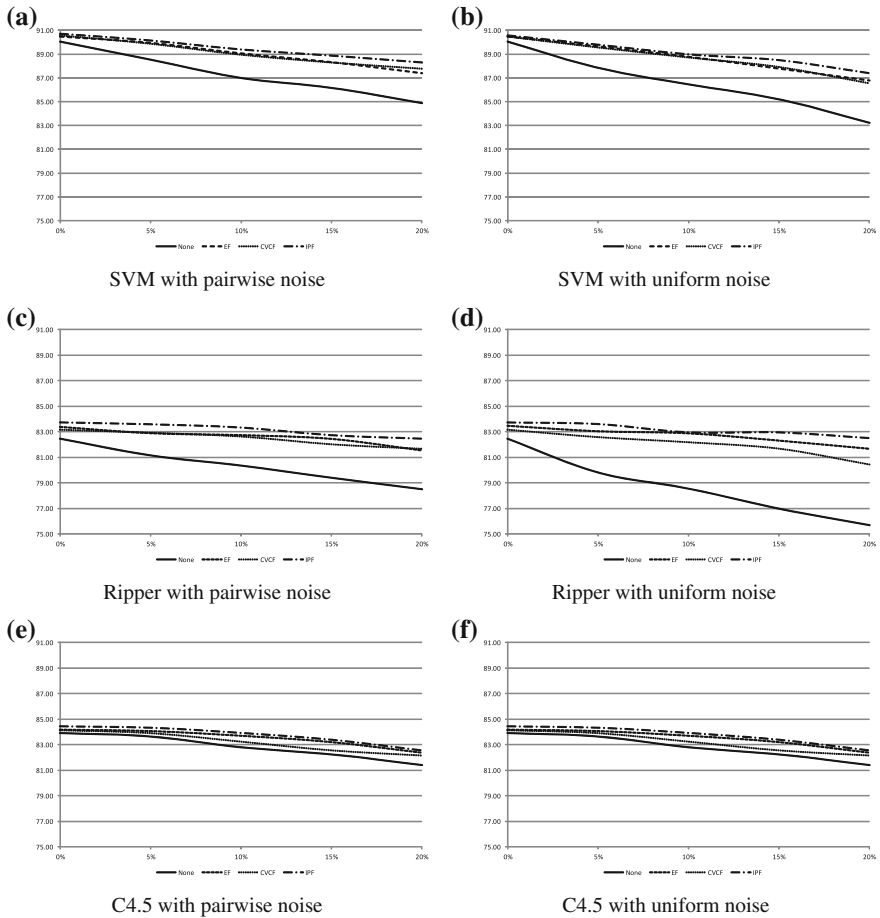 (a)
91.00
89.00
87.00
85.00
83.00
81.00
79.00
77.00
75.00
0% 5% 10% 15% 20%
None EF CVCF IPF
SVM with pairwise noise
(b)
91.00
89.00
87.00
85.00
83.00
81.00
79.00
77.00
75.00
0% 5% 10% 15% 20%
None EF CVCF IPF
SVM with uniform noise
(c)
91.00
89.00
87.00
85.00
83.00
81.00
79.00
77.00
75.00
0% 5% 10% 15% 20%
None EF CVCF IPF
Ripper with pairwise noise
(d)
91.00
89.00
87.00
85.00
83.00
81.00
79.00
77.00
75.00
0% 5% 10% 15% 20%
None EF CVCF IPF
Ripper with uniform noise
(e)
91.00
89.00
87.00
85.00
83.00
81.00
79.00
77.00
75.00
0% 5% 10% 15% 20%
None EF CVCF IPF
C4.5 with pairwise noise
(f)
91.00
89.00
87.00
85.00
83.00
81.00
79.00
77.00
75.00
0% 5% 10% 15% 20%
None EF CVCF IPF
C4.5 with uniform noise